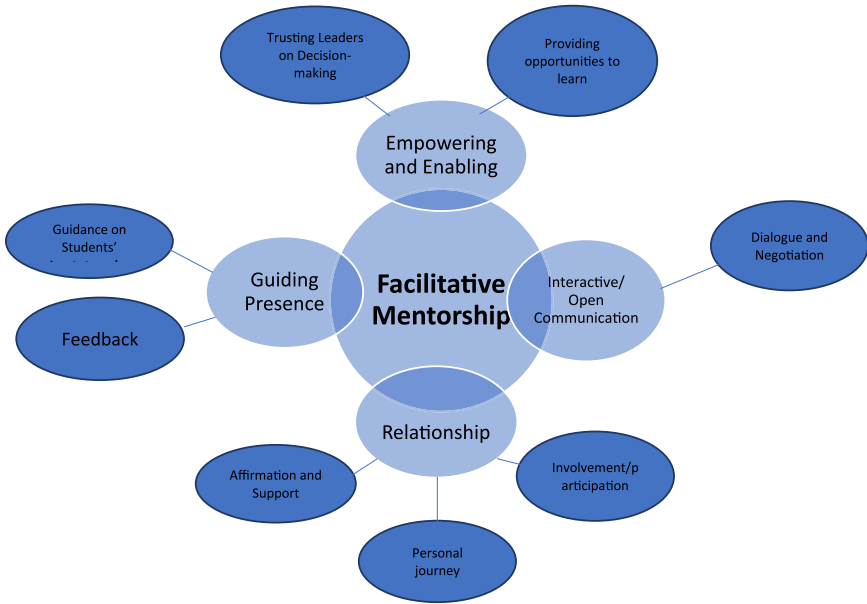 Trusting Leaders
on Decision-
making
Providing
opportunities to
learn
Empowering
and Enabling
Guidance on
Students’
Guiding
Presence
Feedback
Facilitative
Mentorship
Interactive/
Open
Communication
Dialogue and
Negotiation
Relationship
Affirmation and
Support
Personal
journey
Involvement/p
articipation